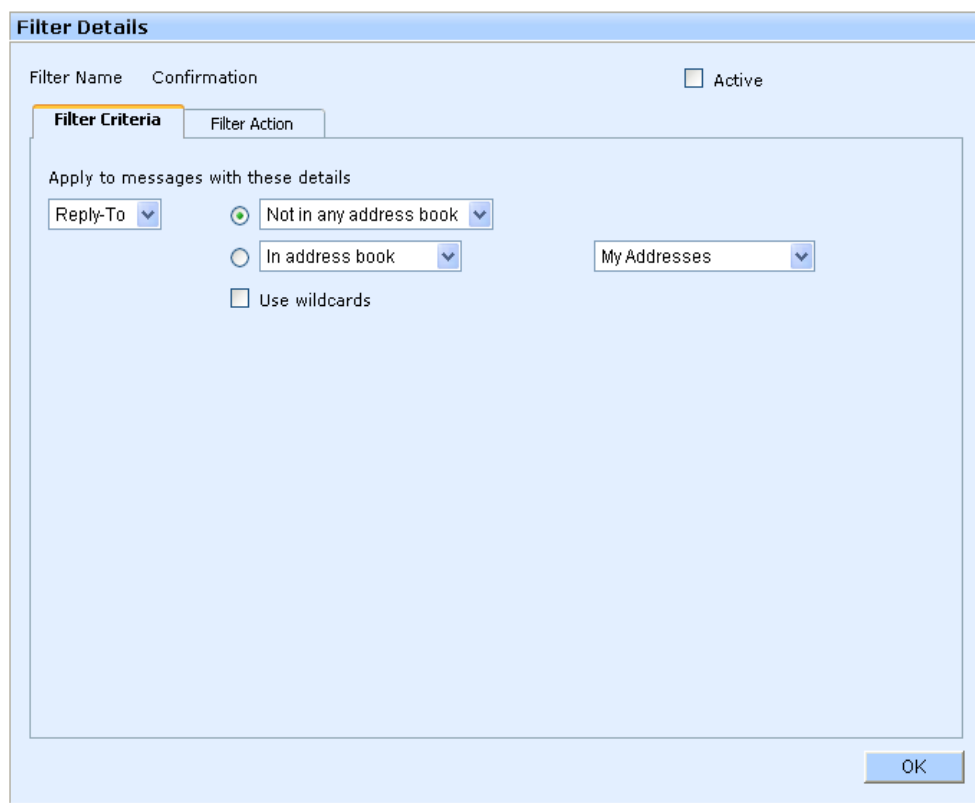 Filter Details
Filter Name Confirmation Active
Filter Criteria Filter Action
Apply to messages with these details
Reply-To Not in any address book
In address book My Addresses
Use wildcards
OK